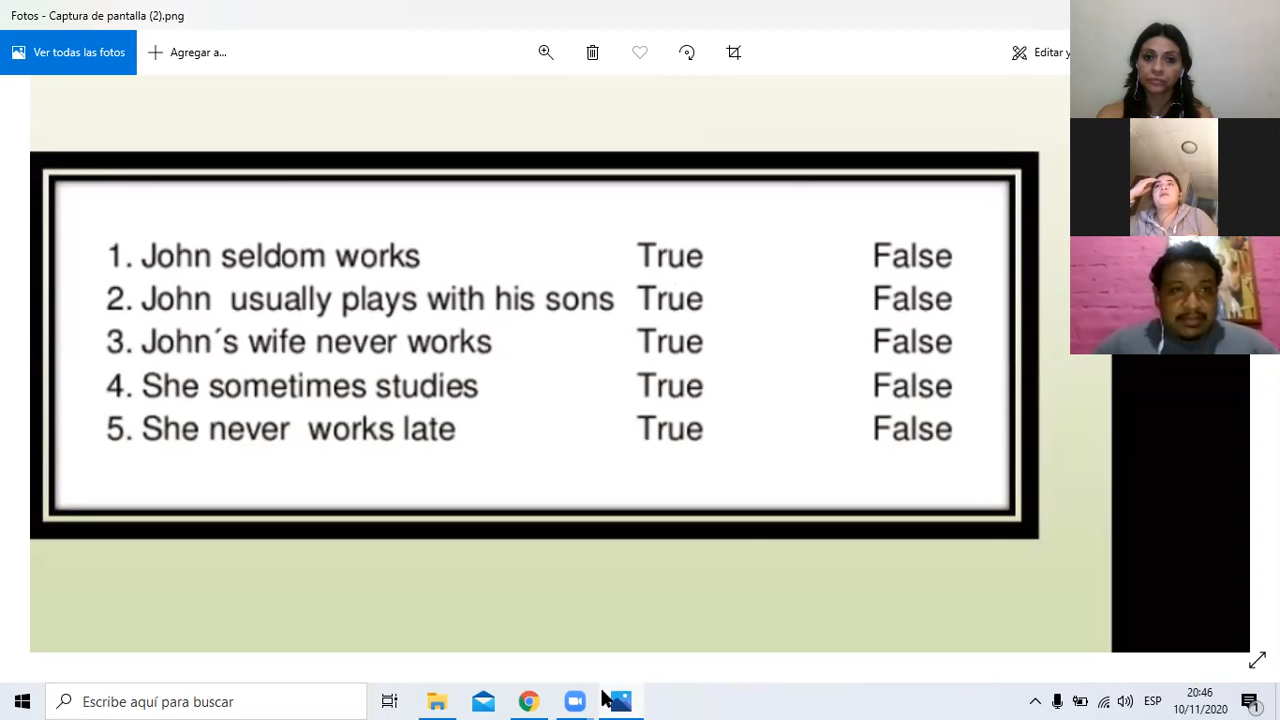 Fotos - Captura de pantalla (2).png
Ver todas las fotos
Agregar a...
Editar y
1. John seldom works True False
2. John usually plays with his sons True False
3. John´s wife never works True False
4. She sometimes studies True False
5. She never works late True False
Escribe aquí para buscar
ESP
20:46
10/11/2020
1